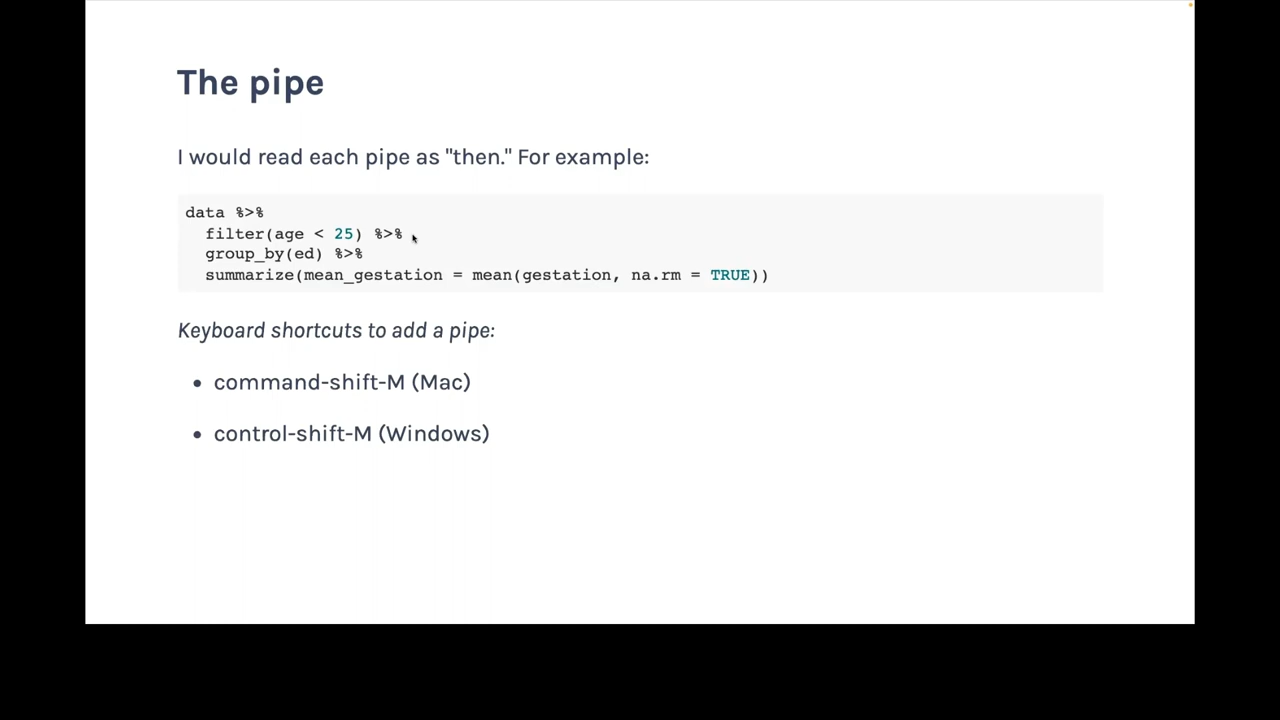 The pipe
I would read each pipe as "then." For example:
data %>%
  filter(age < 25) %>%
  group_by(ed) %>%
  summarize(mean_gestation = mean(gestation, na.rm = TRUE))
Keyboard shortcuts to add a pipe:
• command-shift-M (Mac)
• control-shift-M (Windows)